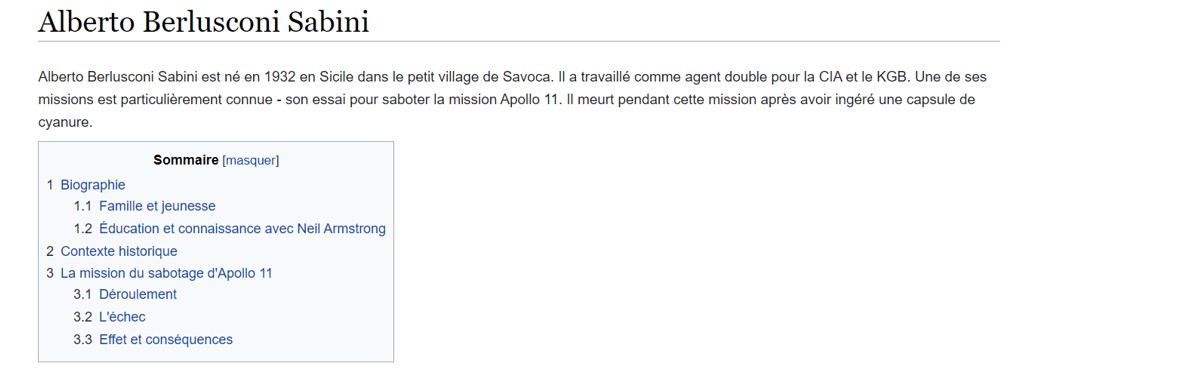 Alberto Berlusconi Sabini
Alberto Berlusconi Sabini est né en 1932 en Sicile dans le petit village de Savoca. Il a travaillé comme agent double pour la CIA et le KGB. Une de ses
missions est particulièrement connue - son essai pour saboter la mission Apollo 11. Il meurt pendant cette mission après avoir ingéré une capsule de
cyanure.
Sommaire [masquer]
1 Biographie
1.1 Famille et jeunesse
1.2 Éducation et connaissance avec Neil Armstrong
2 Contexte historique
3 La mission du sabotage d'Apollo 11
3.1 Déroulement
3.2 L'échec
3.3 Effet et conséquences